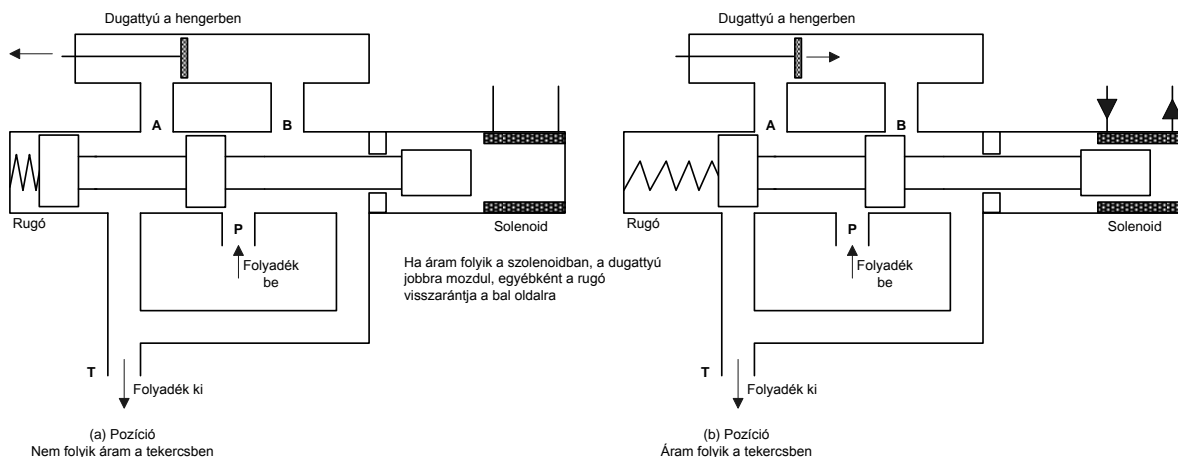 Dugattyú a hengerben
A
B
Rugó
P
Solenoid
Folyadék
be
T
Folyadék ki
(a) Pozíció
Nem folyik áram a tekercsben
Ha áram folyik a szolenoidban, a dugattyú
jobbra mozdul, egyébként a rugó
visszarántja a bal oldalra
Dugattyú a hengerben
A
B
Rugó
P
Solenoid
Folyadék
be
T
Folyadék ki
(b) Pozíció
Áram folyik a tekercsben